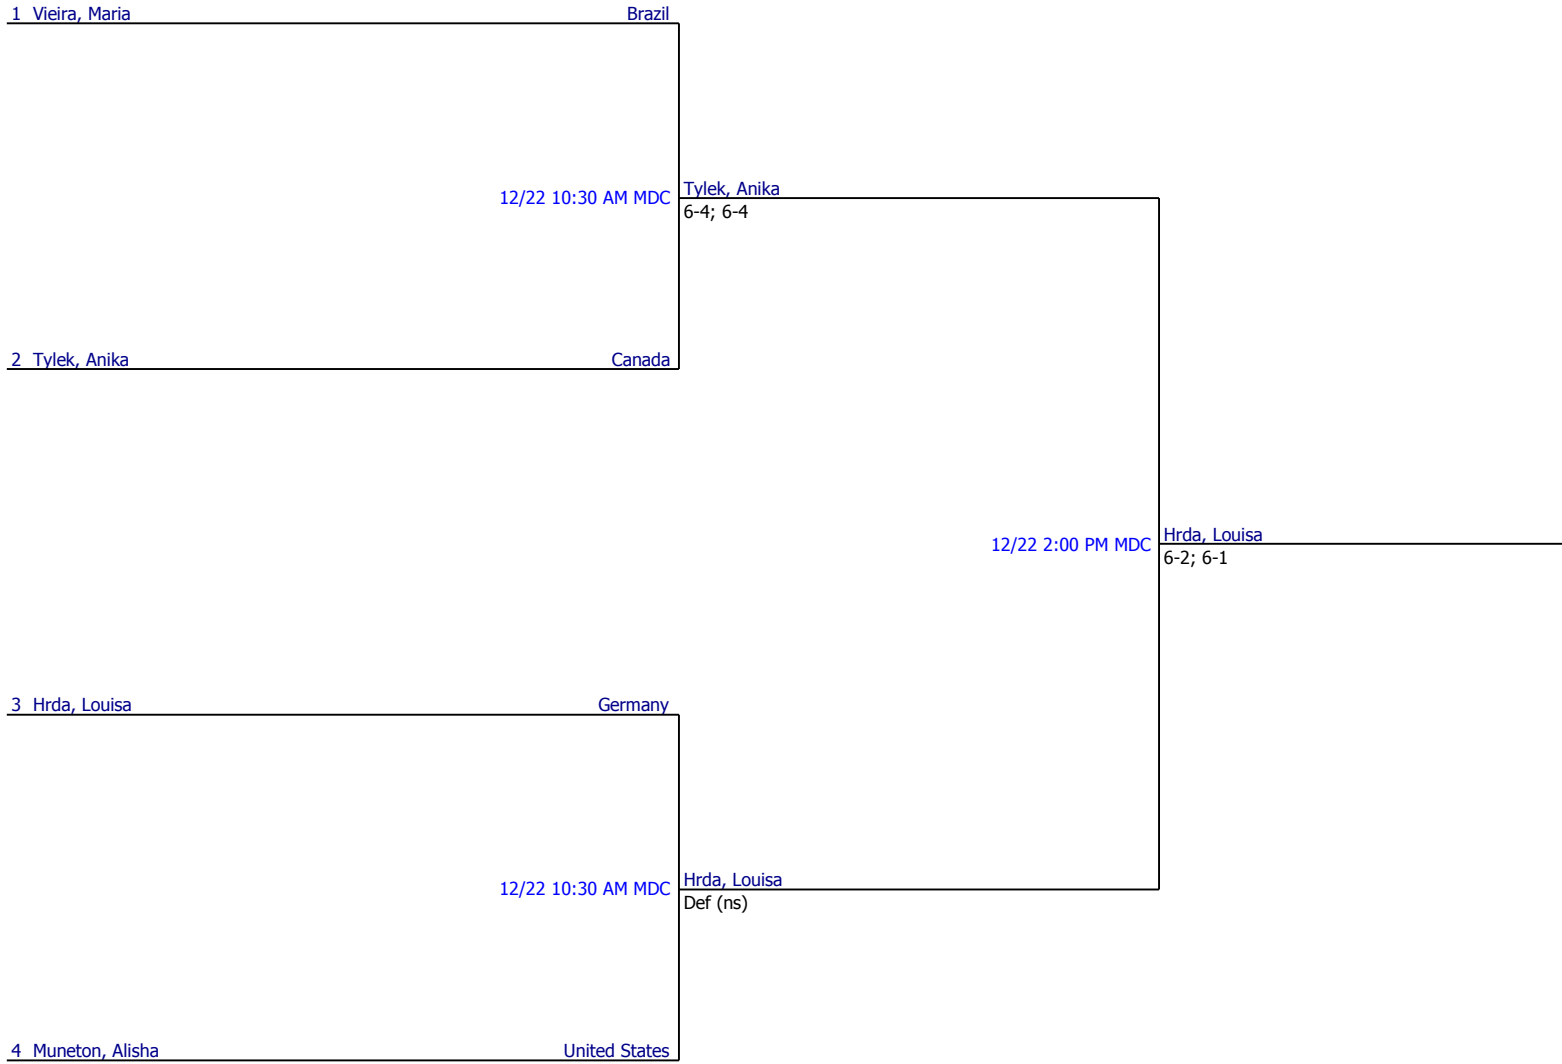 1 Vieira, Maria Brazil
12/22 10:30 AM MDC
Tylek, Anika
6-4; 6-4
2 Tylek, Anika Canada
12/22 2:00 PM MDC
Hrda, Louisa
6-2; 6-1
3 Hrda, Louisa Germany
12/22 10:30 AM MDC
Hrda, Louisa
Def (ns)
4 Muneton, Alisha United States